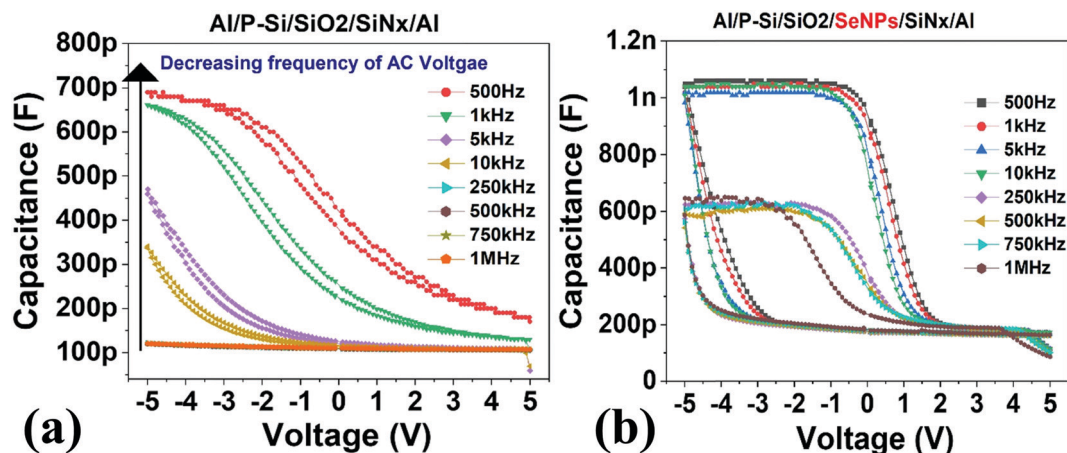 Al/P-Si/SiO2/SiNx/Al
800p
700p
600p
500p
400p
300p
200p
100p
Capacitance (F)
Decreasing frequency of AC Voltgae
500Hz
1kHz
5kHz
10kHz
250kHz
500kHz
750kHz
1MHz
-5 -4 -3 -2 -1 0 1 2 3 4 5
Voltage (V)
(a)
Al/P-Si/SiO2/SeNPs/SiNx/Al
1.2n
1n
800p
600p
400p
200p
0
Capacitance (F)
500Hz
1kHz
5kHz
10kHz
250kHz
500kHz
750kHz
1MHz
-5 -4 -3 -2 -1 0 1 2 3 4 5
Voltage (V)
(b)